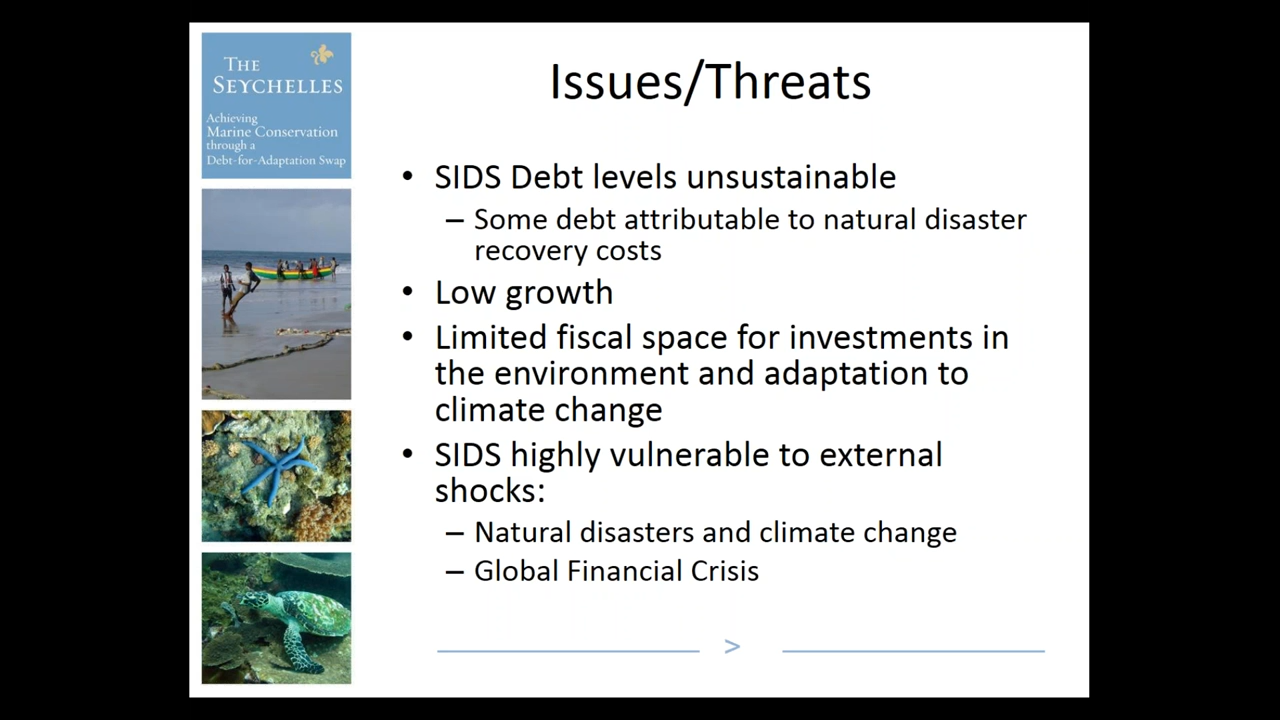 THE
SEYCHELLES
Achieving
Marine Conservation
through a
Debt-for-Adaptation Swap
Issues/Threats
• SIDS Debt levels unsustainable
– Some debt attributable to natural disaster
recovery costs
• Low growth
• Limited fiscal space for investments in
the environment and adaptation to
climate change
• SIDS highly vulnerable to external
shocks:
– Natural disasters and climate change
– Global Financial Crisis
>